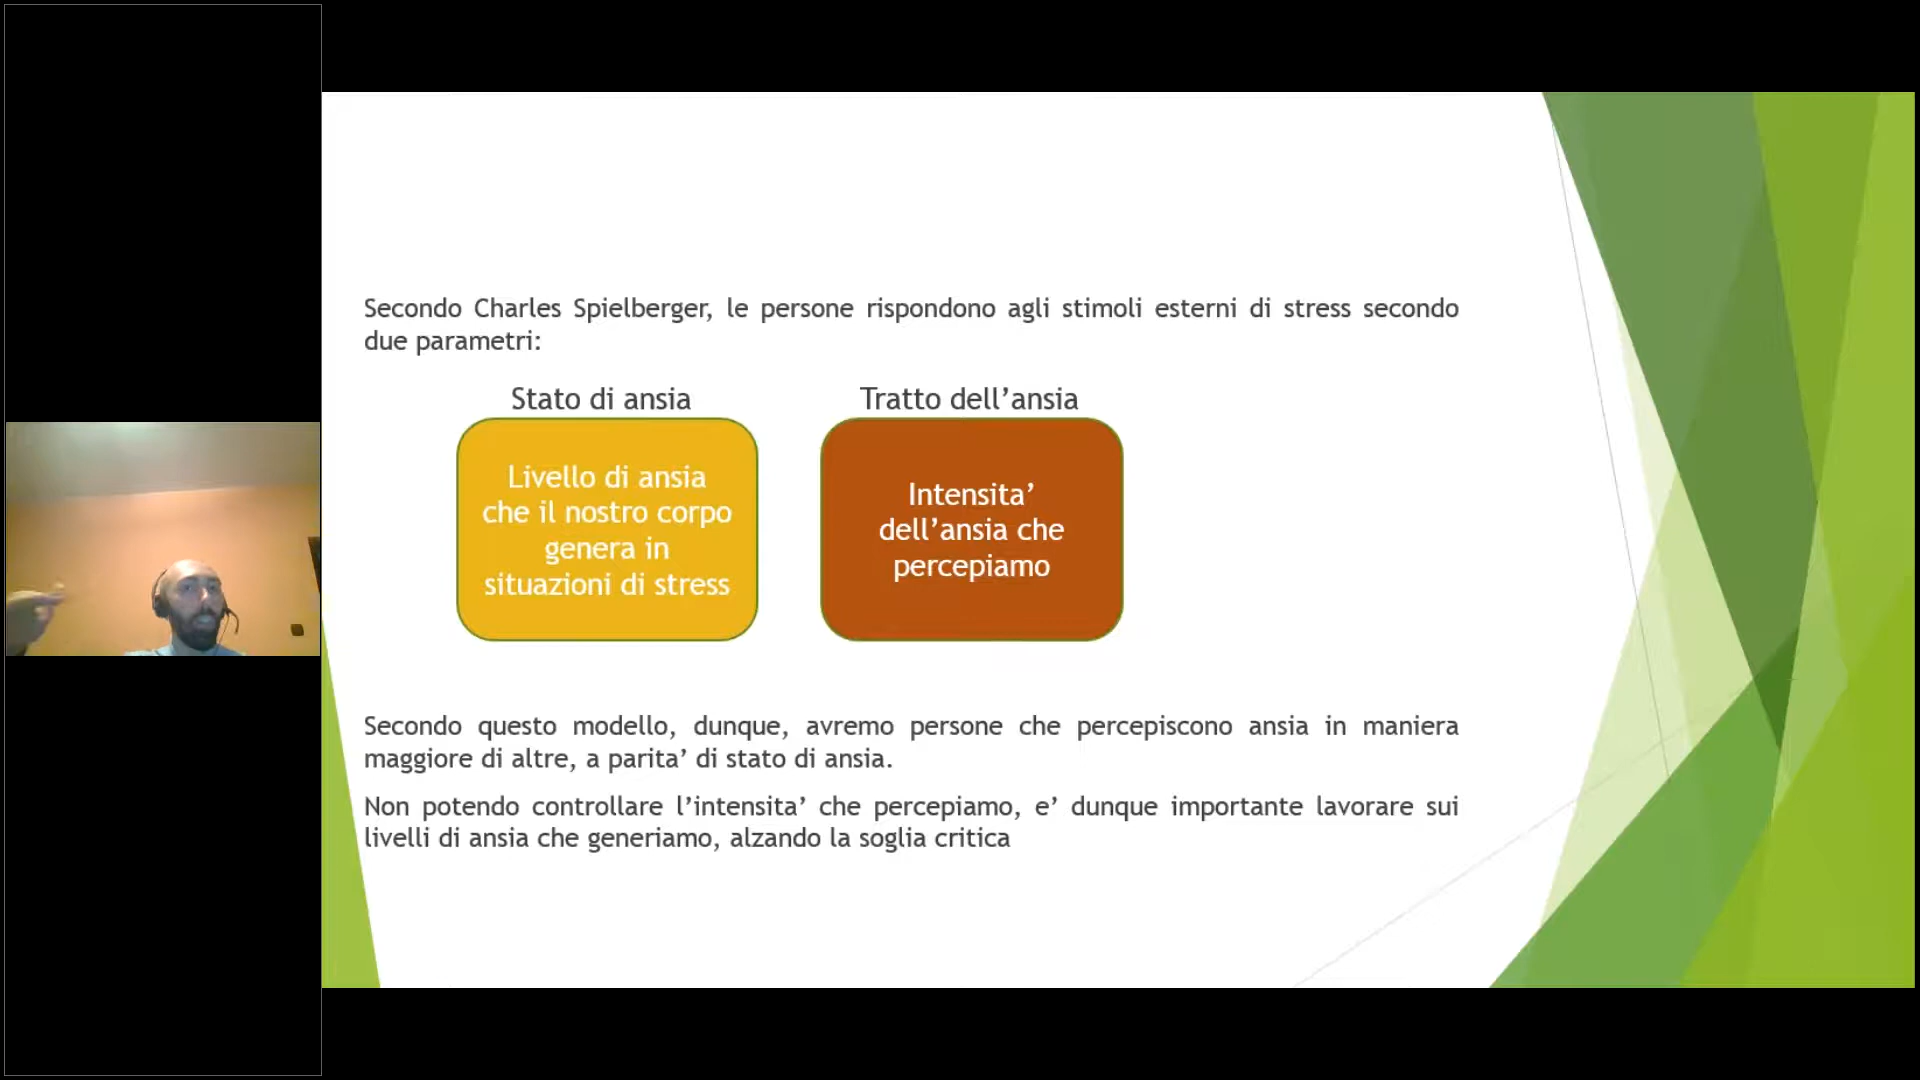 Secondo Charles Spielberger, le persone rispondono agli stimoli esterni di stress secondo
due parametri:
Stato di ansia
Livello di ansia
che il nostro corpo
genera in
situazioni di stress
Tratto dell’ansia
Intensita’
dell’ansia che
percepiamo
Secondo questo modello, dunque, avremo persone che percepiscono ansia in maniera
maggiore di altre, a parita’ di stato di ansia.
Non potendo controllare l’intensita’ che percepiamo, e’ dunque importante lavorare sui
livelli di ansia che generiamo, alzando la soglia critica